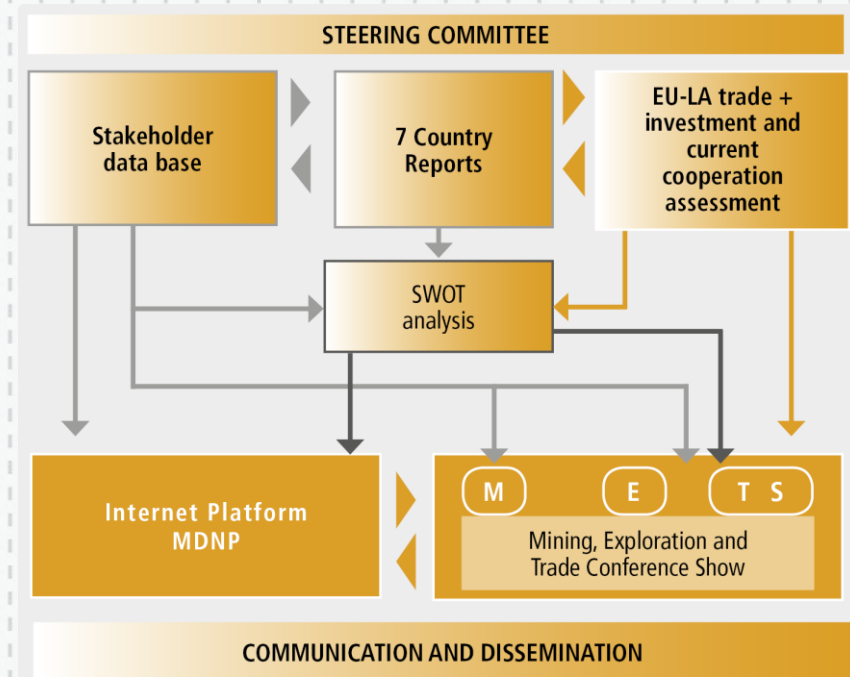 STEERING COMMITTEE
Stakeholder
data base
7 Country
Reports
EU-LA trade +
investment and
current
cooperation
assessment
SWOT
analysis
Internet Platform
MDNP
M E T S
Mining, Exploration and
Trade Conference Show
COMMUNICATION AND DISSEMINATION